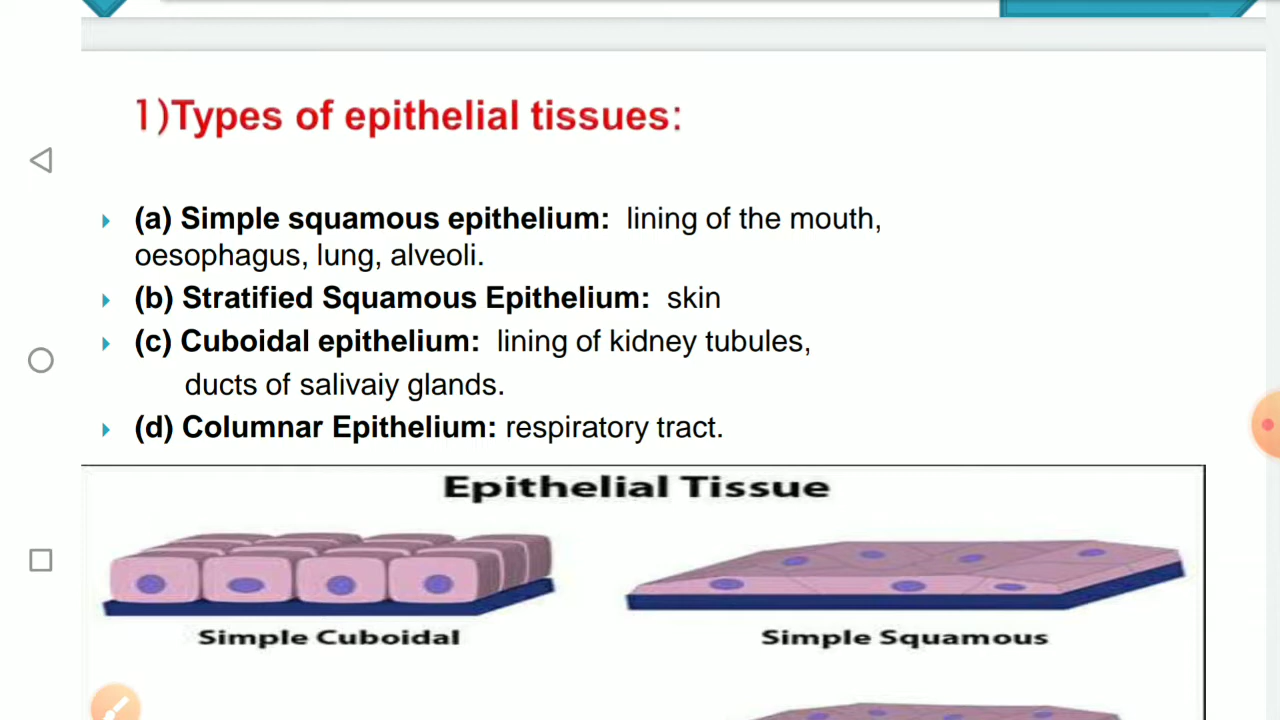 1)Types of epithelial tissues:
(a) Simple squamous epithelium: lining of the mouth,
oesophagus, lung, alveoli.
(b) Stratified Squamous Epithelium: skin
(c) Cuboidal epithelium: lining of kidney tubules,
ducts of salivaiy glands.
(d) Columnar Epithelium: respiratory tract.
Epithelial Tissue
Simple Cuboidal
Simple Squamous